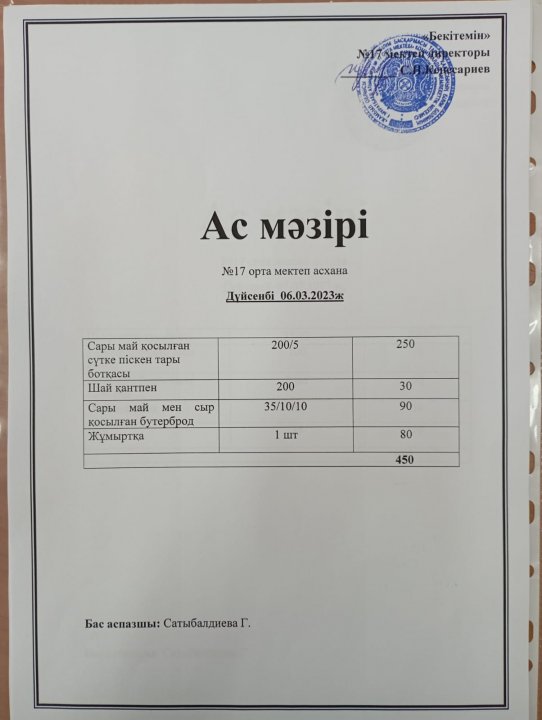 «Бекітемін»
№17 мектеп директоры
С.Н.Кенесариев
Ас мәзірі
№17 орта мектеп асхана
Дүйсенбі 06.03.2023ж
Сары май қосылған
сүтке піскен тары
ботқасы
200/5
250
Шай қантпен
200
30
Сары май мен сыр
қосылған бутерброд
35/10/10
90
Жұмыртқа
1 шт
80
450
Бас аспазшы: Сатыбалдиева Г.